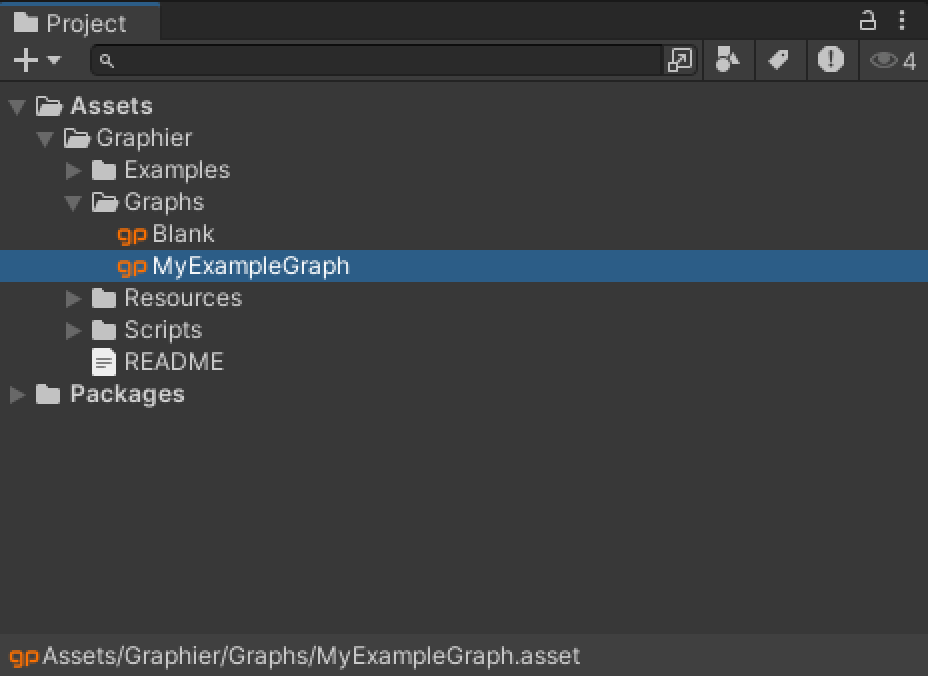 Project
4
Assets
Graphier
Examples
Graphs
gp Blank
gp MyExampleGraph
Resources
Scripts
README
Packages
gp Assets/Graphier/Graphs/MyExampleGraph.asset